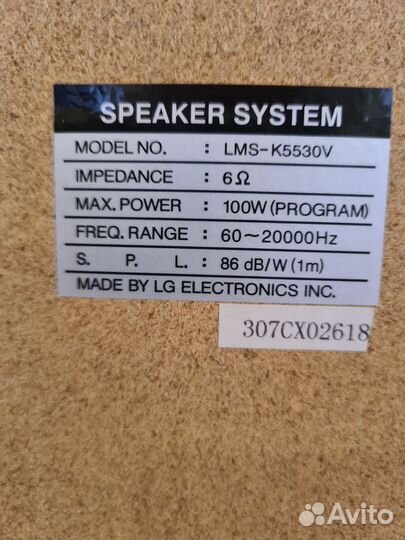 SPEAKER SYSTEM
MODEL NO. : LMS-K5530V
IMPEDANCE : 6Ω
MAX. POWER : 100W (PROGRAM)
FREQ. RANGE : 60~20000Hz
S. P. L. : 86 dB/W (1m)
MADE BY LG ELECTRONICS INC.
307CX02618
Avito